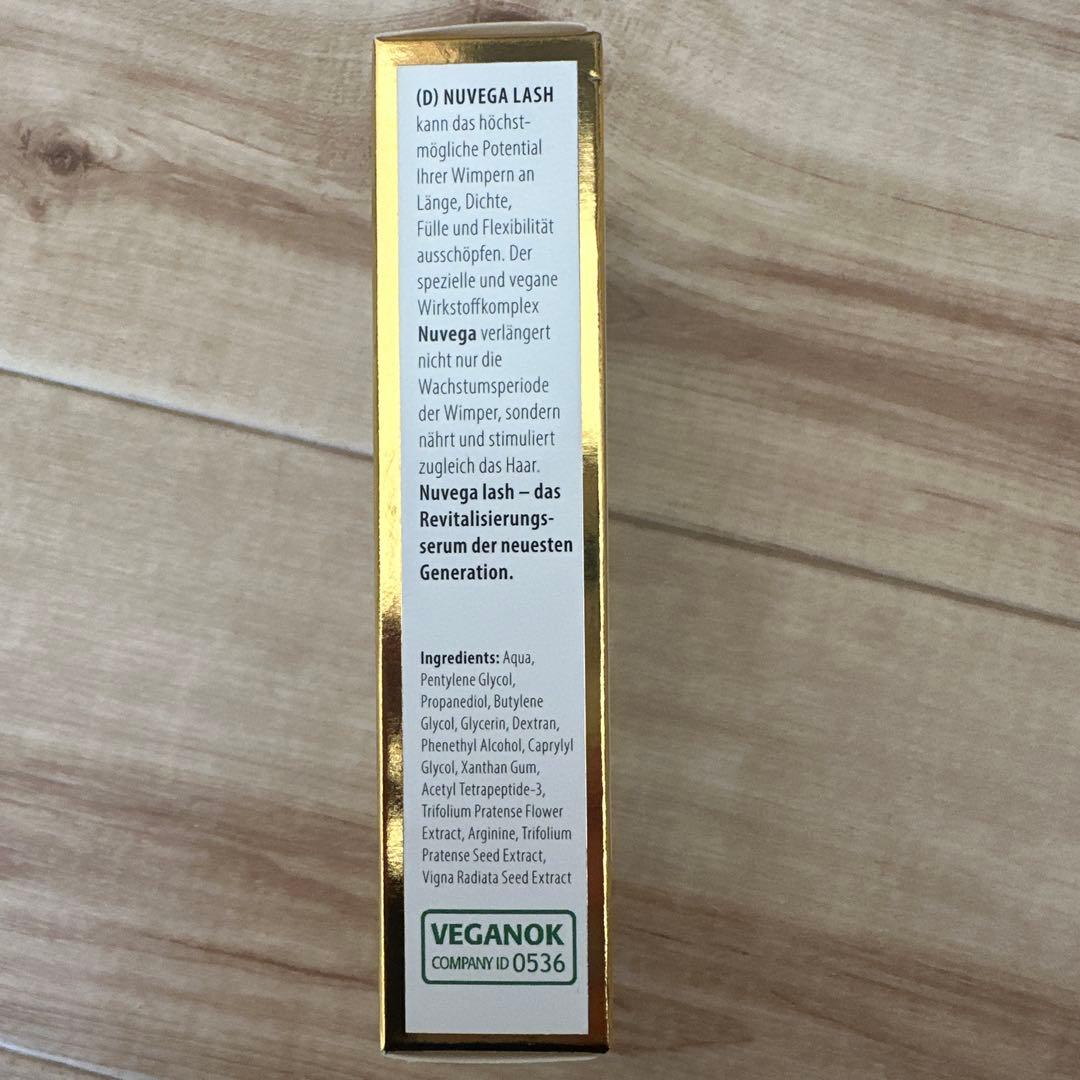 (D) NUVEGA LASH
kann das höchst-
mögliche Potential
Ihrer Wimpern an
Länge, Dichte,
Fülle und Flexibilität
ausschöpfen. Der
spezielle und vegane
Wirkstoffkomplex
Nuvega verlängert
nicht nur die
Wachstumsperiode
der Wimper, sondern
nährt und stimuliert
zugleich das Haar.
Nuvega lash – das
Revitalisierungs-
serum der neuesten
Generation.
Ingredients: Aqua,
Pentylene Glycol,
Propanediol, Butylene
Glycol, Glycerin, Dextran,
Phenethyl Alcohol, Caprylyl
Glycol, Xanthan Gum,
Acetyl Tetrapeptide-3,
Trifolium Pratense Flower
Extract, Arginine, Trifolium
Pratense Seed Extract,
Vigna Radiata Seed Extract
VEGANOK
COMPANY ID 0536